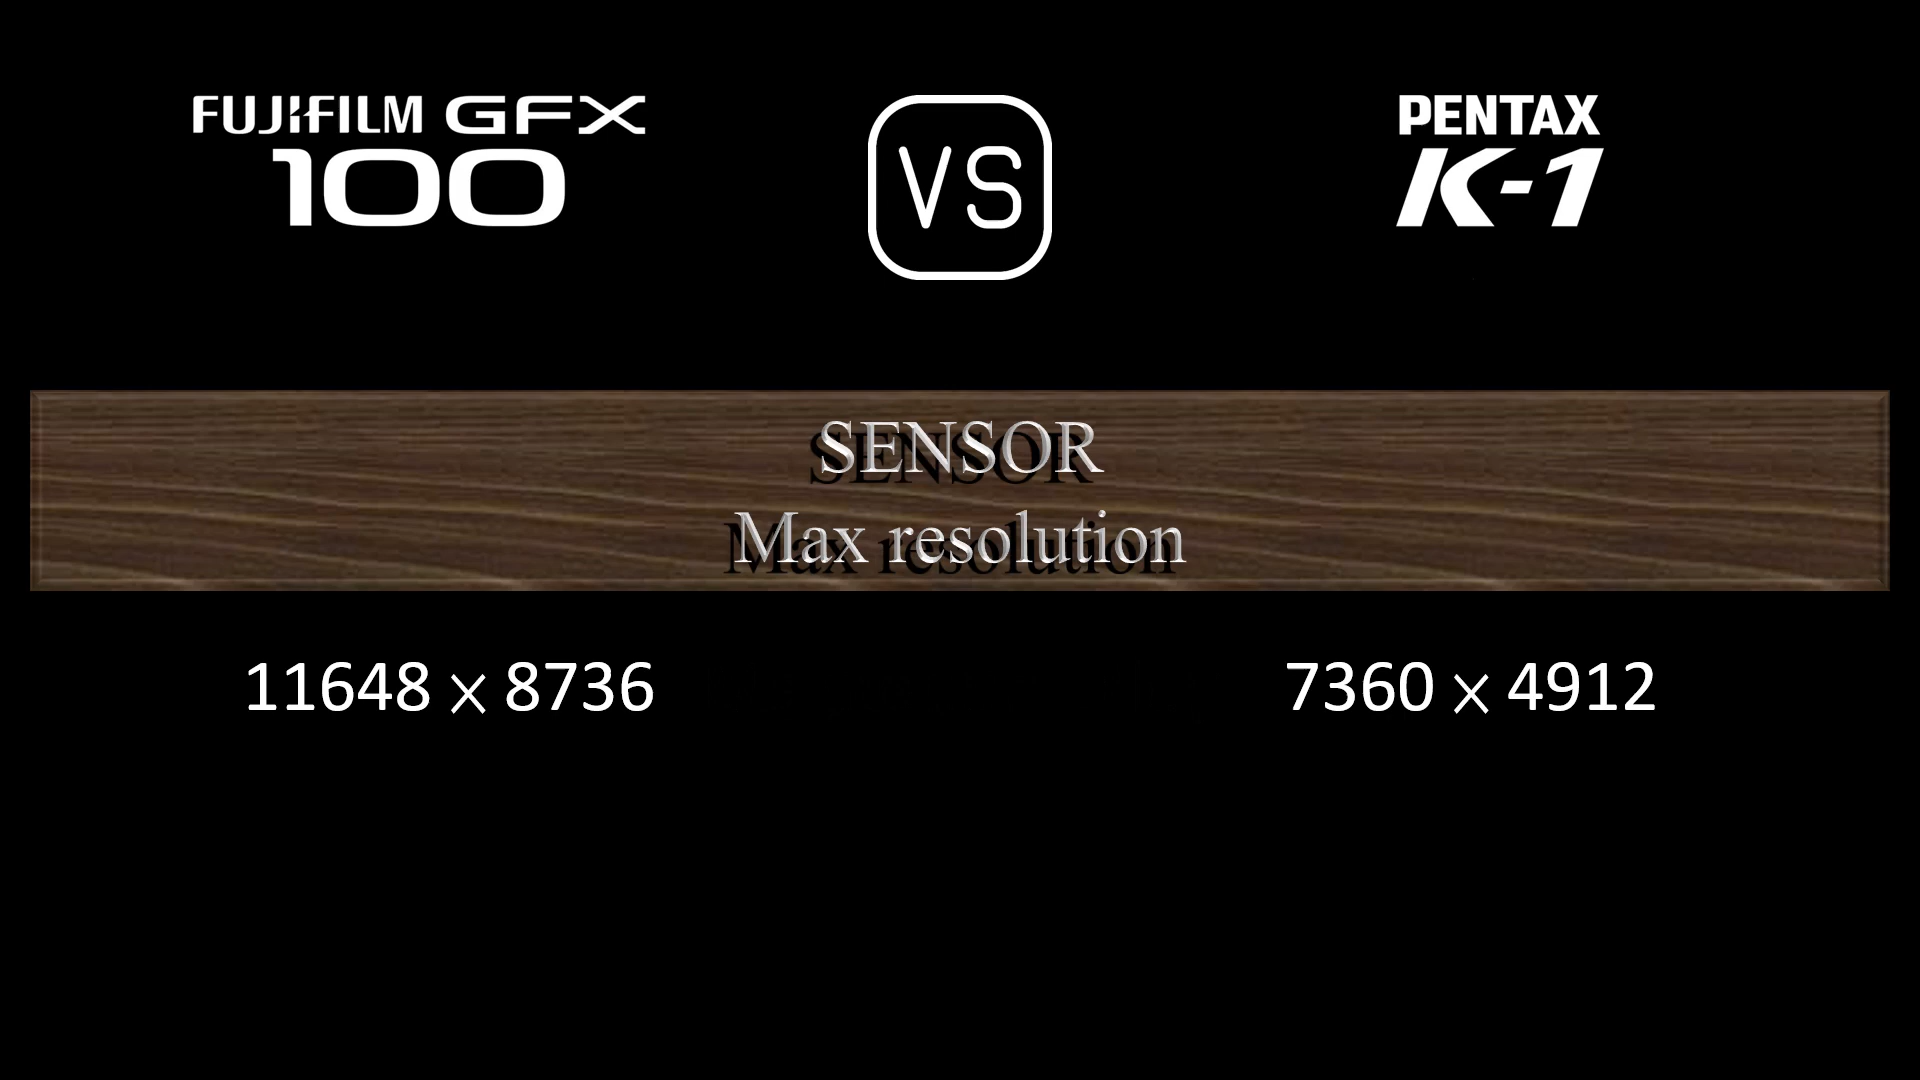 FUJIFILM GFX
100
VS
PENTAX
K-1
SENSOR
Max resolution
11648 x 8736
7360 x 4912